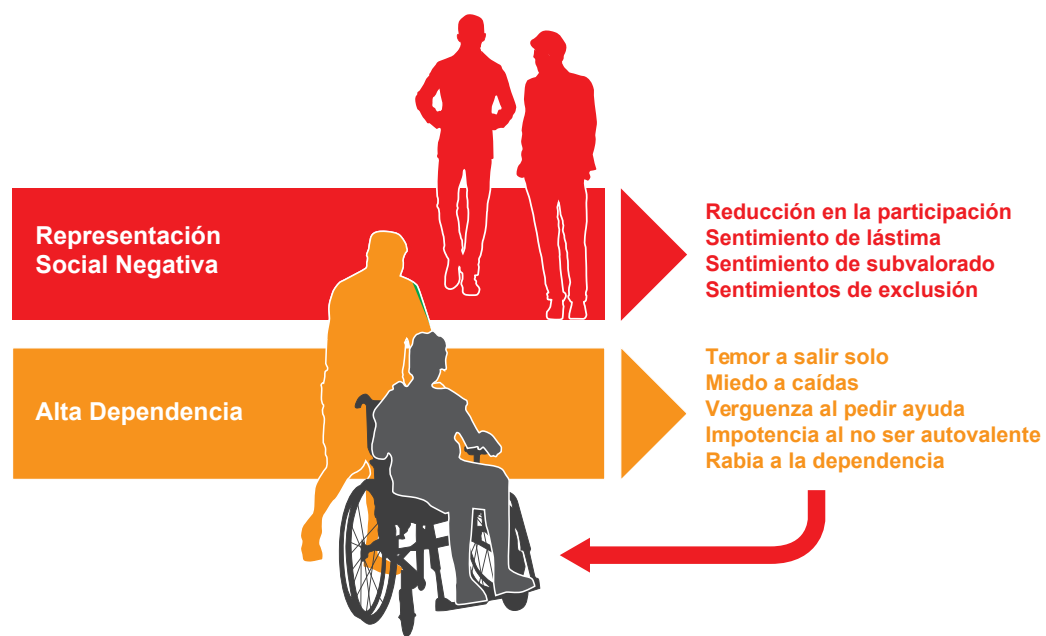 Representación
Social Negativa
Reducción en la participación
Sentimiento de lástima
Sentimiento de subvalorado
Sentimientos de exclusión
Alta Dependencia
Temor a salir solo
Miedo a caídas
Verguenza al pedir ayuda
Impotencia al no ser autovalente
Rabia a la dependencia